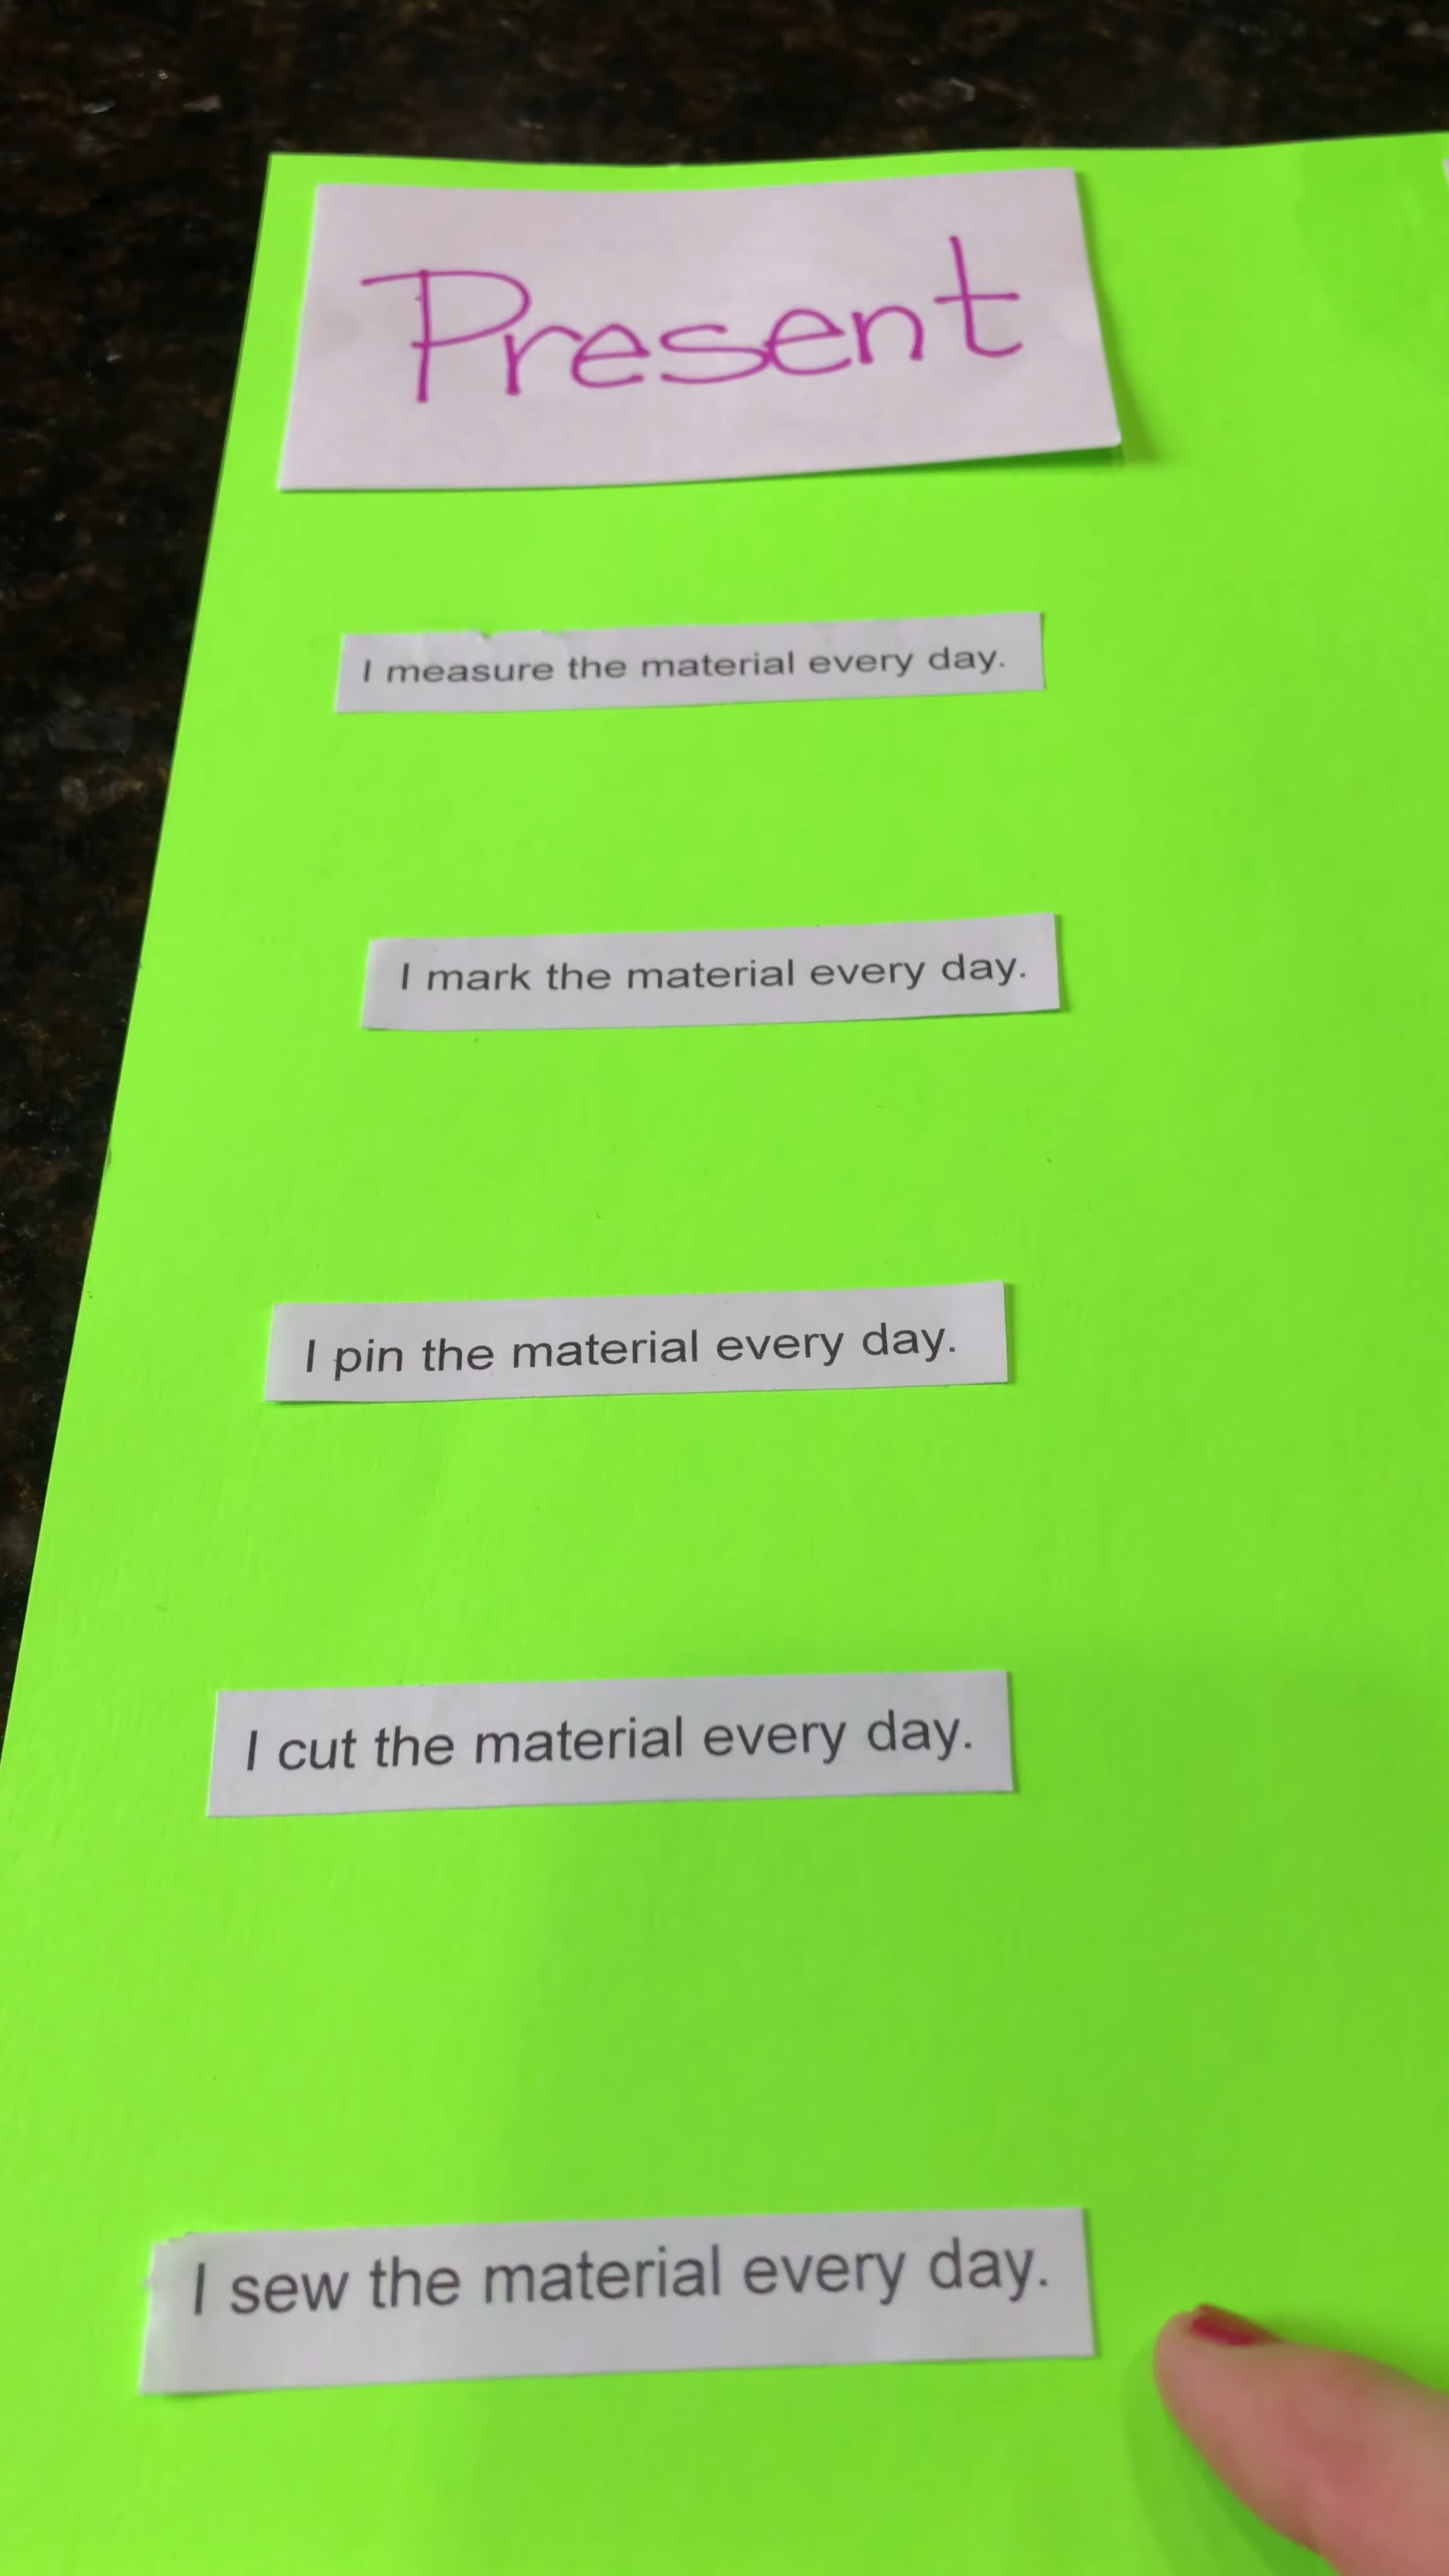 Present
I measure the material every day.
I mark the material every day.
I pin the material every day.
I cut the material every day.
I sew the material every day.